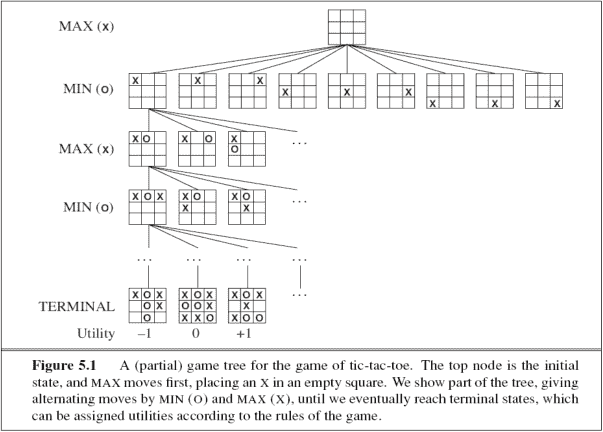 MAX (X)
MIN (O)
X X X X X X X X X
MAX (X)
X O X O X
O
...
MIN (O)
X O X X O X O
X X
...
... ... ...
TERMINAL
X O X X O X X O X
O X O O X X
O X X O X O O
...
Utility –1 0 +1
Figure 5.1 A (partial) game tree for the game of tic-tac-toe. The top node is the initial
state, and MAX moves first, placing an X in an empty square. We show part of the tree, giving
alternating moves by MIN (O) and MAX (X), until we eventually reach terminal states, which
can be assigned utilities according to the rules of the game.